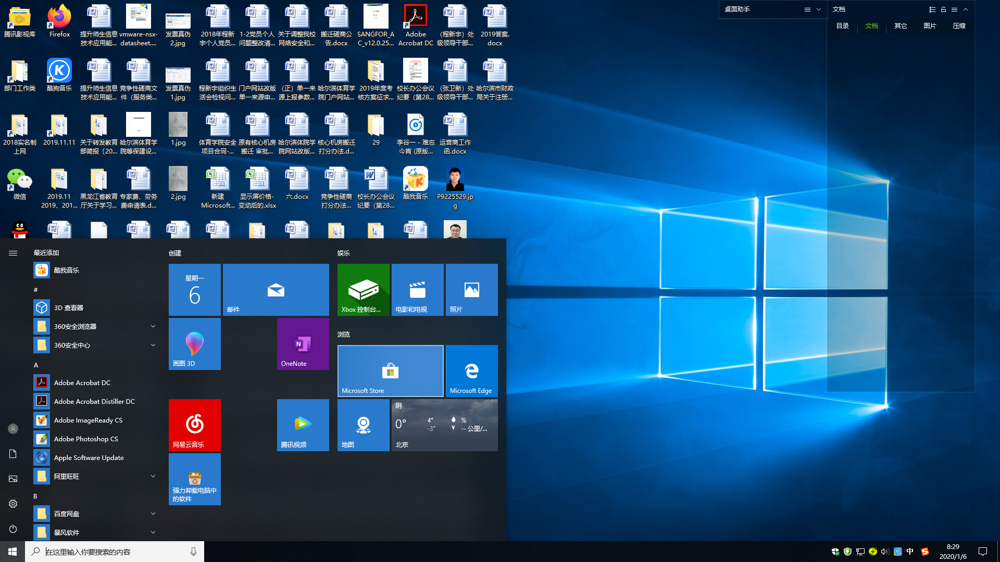 腾讯影视库
Firefox
提升师生信息
技术应用能...
vmware-nsx-
datasheet....
发票真伪
2.jpg
2018年程新
宇个人党员...
1-2党员个人
问题整改清...
关于调整我校
网络安全和...
搬迁磋商公
告.docx
SANGFOR_A
C_v12.0.25...
Adobe
Acrobat DC
（程新宇）处
级领导干部...
2019答案.
docx
桌面助手
文档
目录
文档
其它
图片
压缩
部门工作类
酷狗音乐
提升师生信息
技术应用能...
竞争性磋商文
件（服务类...
发票真伪
1.jpg
程新宇组织生
活会检视问...
门户网站改版
单一来源申...
（正）单一来
源上报参数...
哈尔滨体育学
院门户网站...
2019年度考
核方案征求...
校长办公会议
纪要（第28...
（张卫新）处
级领导干部...
哈尔滨市财政
局关于注册...
2018实名制
上网
2019.11.11
关于转发教育
部简报〔20...
哈尔滨体育学
院等保建设...
1.jpg
体育学院安全
项目合同-...
原有核心机房
搬迁 审批...
哈尔滨体院学
院网站改版...
核心机房搬迁
打分办法.d...
29
李谷一 - 难忘
今宵 (原版...
运营商工作
函.docx
微信
2019.11
2019、201...
黑龙江省教育
厅关于学习...
专家费、劳务
费申请表.d...
2.jpg
新建
Microsoft...
显示屏价格-
变动后的.xlsx
六.docx
竞争性磋商
打分办法...
校长办公会议
纪要（第28...
酷我音乐
P9225529.jp
g
最近添加
酷我音乐
#
3D 查看器
360安全浏览器
360安全中心
A
Adobe Acrobat DC
Adobe Acrobat Distiller DC
Adobe ImageReady CS
Adobe Photoshop CS
Apple Software Update
阿里旺旺
B
百度网盘
暴风软件
创建
星期一
6
邮件
画图 3D
OneNote
网易云音乐
腾讯视频
强力卸载电脑中
的软件
娱乐
Xbox 控制台...
电影和电视
照片
浏览
Microsoft Store
Microsoft Edge
地图
阴
0°
4°
-3°
%
-- 公里/...
北京
在这里输入你要搜索的内容
中
8:29
2020/1/6